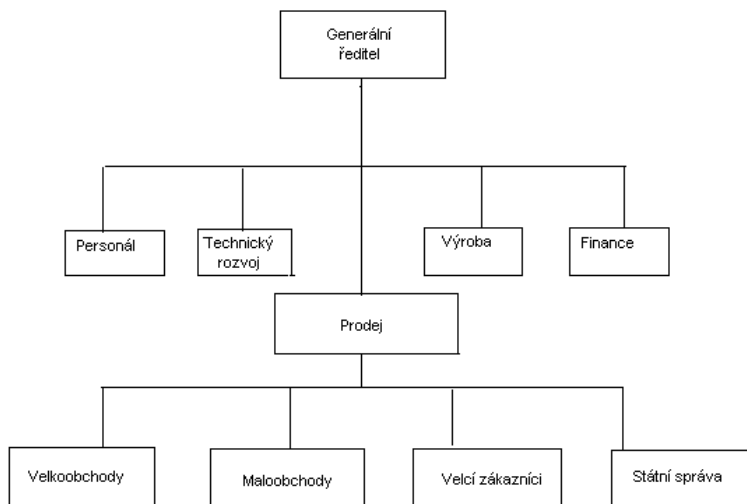 Generální
ředitel
Personál
Technický
rozvoj
Výroba
Finance
Prodej
Velkoobchody
Maloobchody
Velcí zákazníci
Státní správa